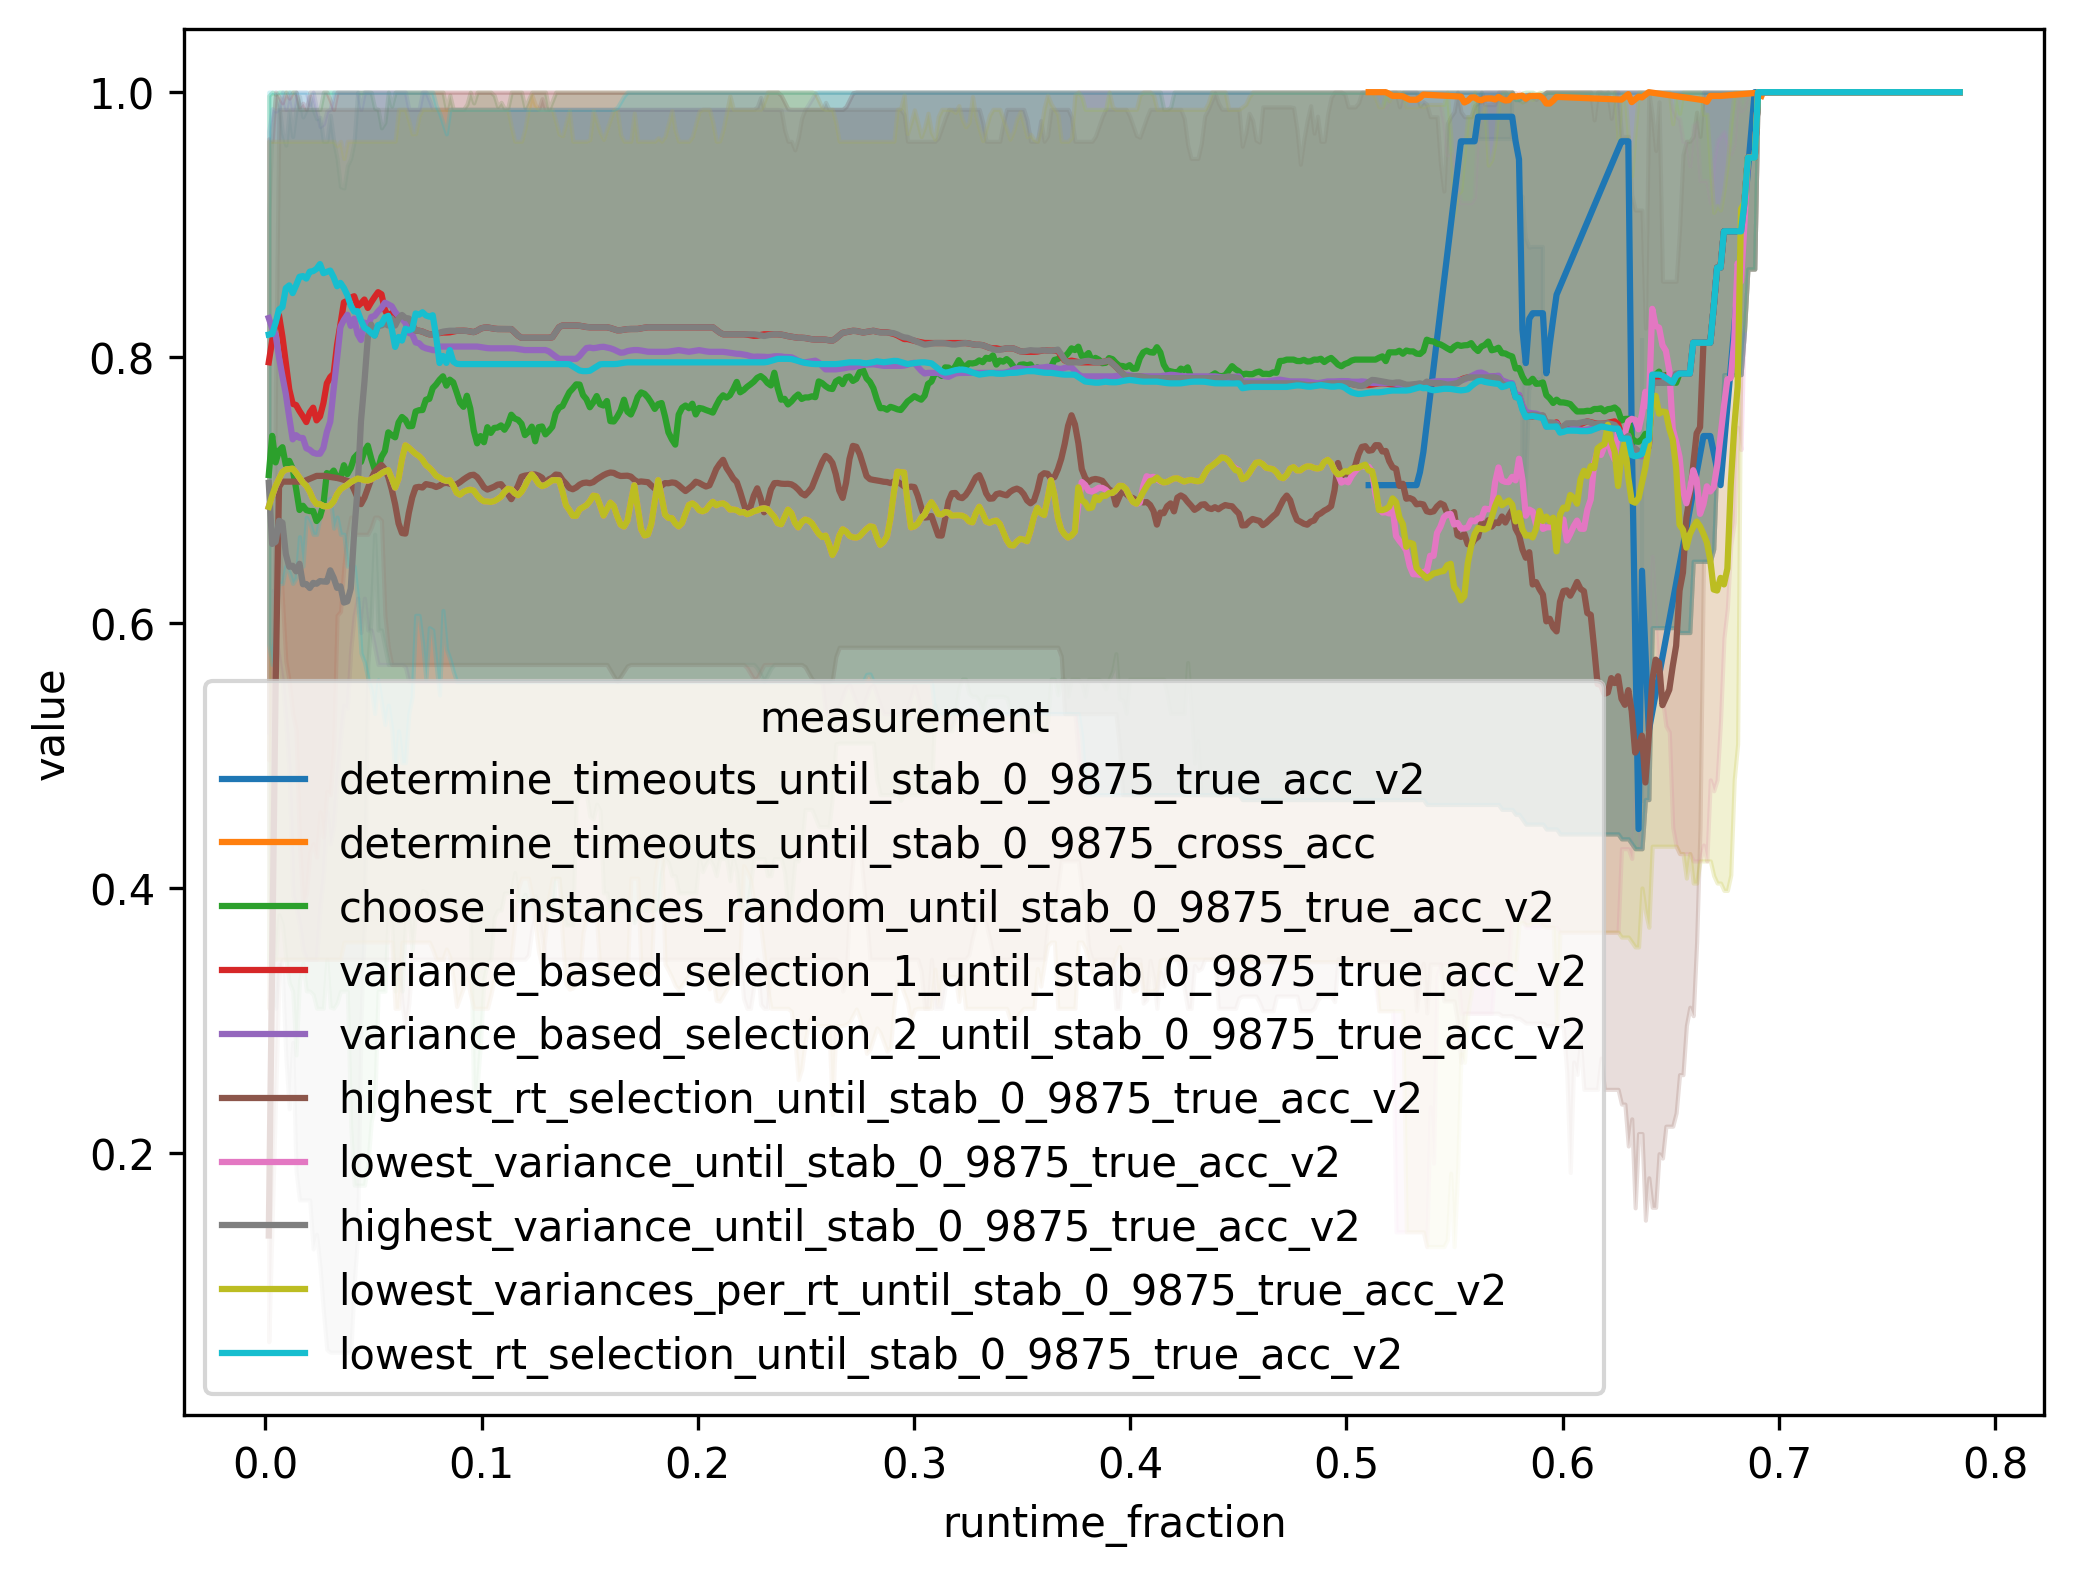 1.0
0.8
0.6
0.4
0.2
value
measurement
determine_timeouts_until_stab_0_9875_true_acc_v2
determine_timeouts_until_stab_0_9875_cross_acc
choose_instances_random_until_stab_0_9875_true_acc_v2
variance_based_selection_1_until_stab_0_9875_true_acc_v2
variance_based_selection_2_until_stab_0_9875_true_acc_v2
highest_rt_selection_until_stab_0_9875_true_acc_v2
lowest_variance_until_stab_0_9875_true_acc_v2
highest_variance_until_stab_0_9875_true_acc_v2
lowest_variances_per_rt_until_stab_0_9875_true_acc_v2
lowest_rt_selection_until_stab_0_9875_true_acc_v2
0.0 0.1 0.2 0.3 0.4 0.5 0.6 0.7 0.8
runtime_fraction